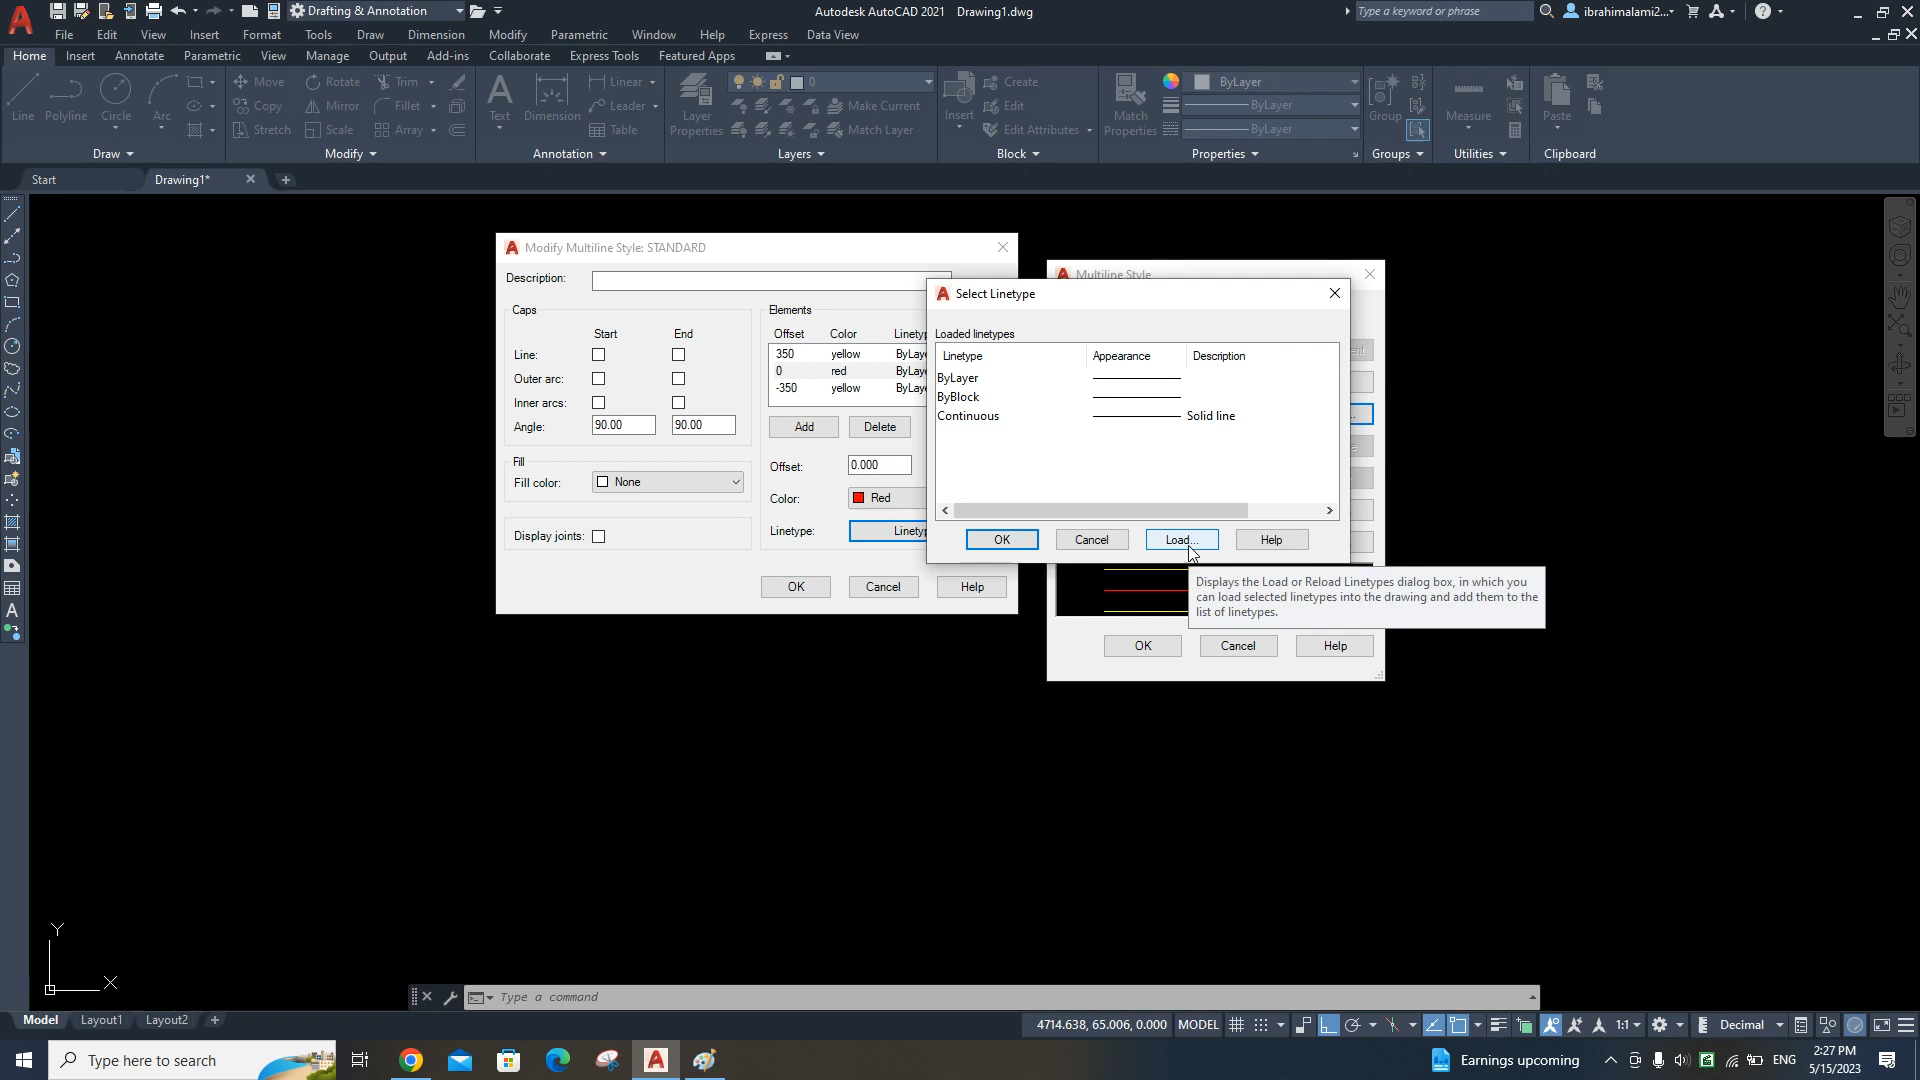 Drafting & Annotation
Autodesk AutoCAD 2021 Drawing1.dwg
Type a keyword or phrase
ibrahimalami2...
File Edit View Insert Format Tools Draw Dimension Modify Parametric Window Help Express Data View
Home Insert Annotate Parametric View Manage Output Add-ins Collaborate Express Tools Featured Apps
Line Polyline Circle Arc
Move Rotate Trim
Copy Mirror Fillet
Stretch Scale Array
Text Dimension
Linear
Leader
Table
Layer Properties
0
Make Current
Match Layer
Insert
Create
Edit
Edit Attributes
Match Properties
ByLayer
ByLayer
ByLayer
Group
Measure
Paste
Draw Modify Annotation Layers Block Properties Groups Utilities Clipboard
Start Drawing1*
Modify Multiline Style: STANDARD
Description:
Caps
Start End
Line:
Outer arc:
Inner arcs:
Angle: 90.00 90.00
Fill
Fill color: None
Display joints:
Elements
Offset Color
350 yellow
0 red
-350 yellow
Add Delete
Offset: 0.000
Color: Red
Linetype:
OK Cancel Help
Multiline Style
Select Linetype
Loaded linetypes
Linetype Appearance Description
ByLayer
ByBlock
Continuous Solid line
OK Cancel Load... Help
Displays the Load or Reload Linetypes dialog box, in which you
can load selected linetypes into the drawing and add them to the
list of linetypes.
OK Cancel Help
Y
X
Type a command
Model Layout1 Layout2
4714.638, 65.006, 0.000 MODEL 1:1 Decimal
Type here to search
Earnings upcoming
ENG
2:27 PM
5/15/2023